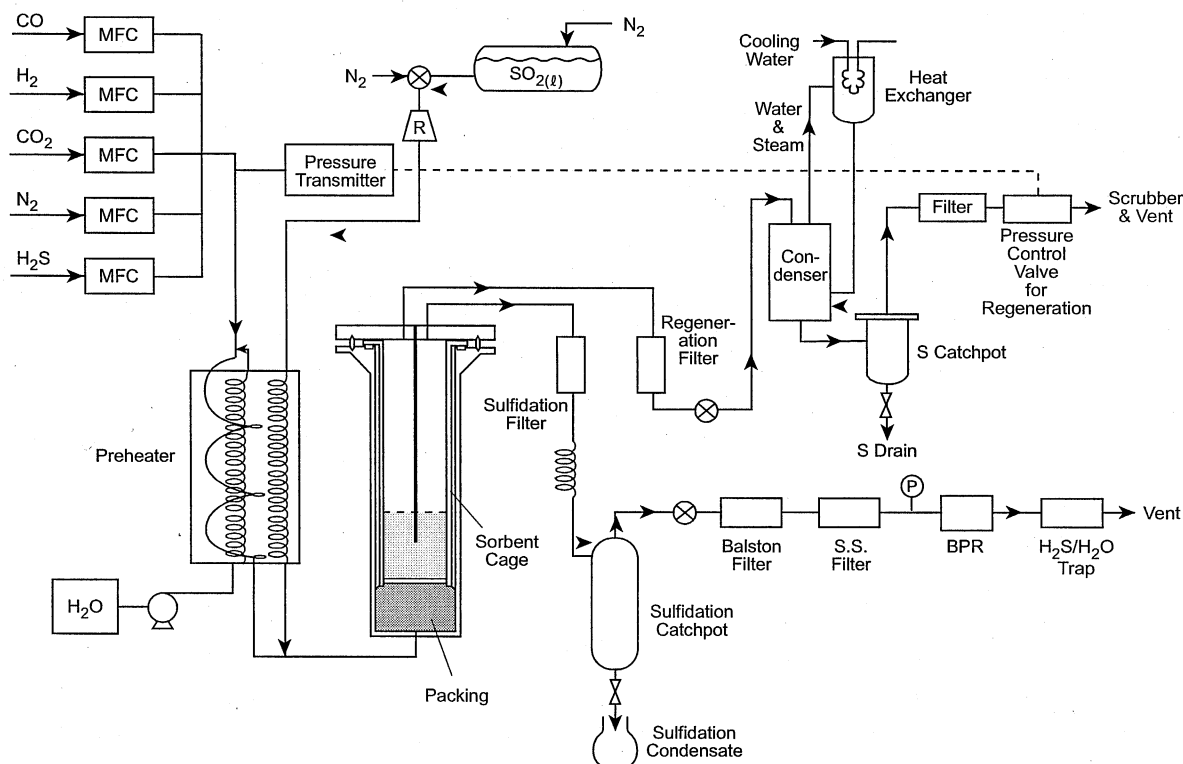 CO
MFC
H2
MFC
CO2
MFC
N2
MFC
H2S
MFC
Pressure
Transmitter
N2
N2
SO2(ℓ)
R
Cooling
Water
Heat
Exchanger
Water
&
Steam
Con-
denser
Filter
Scrubber
& Vent
Pressure
Control
Valve
for
Regeneration
S Catchpot
S Drain
Regener-
ation
Filter
Sulfidation
Filter
Preheater
H2O
Sorbent
Cage
Packing
P
Balston
Filter
S.S.
Filter
BPR
H2S/H2O
Trap
Vent
Sulfidation
Catchpot
Sulfidation
Condensate